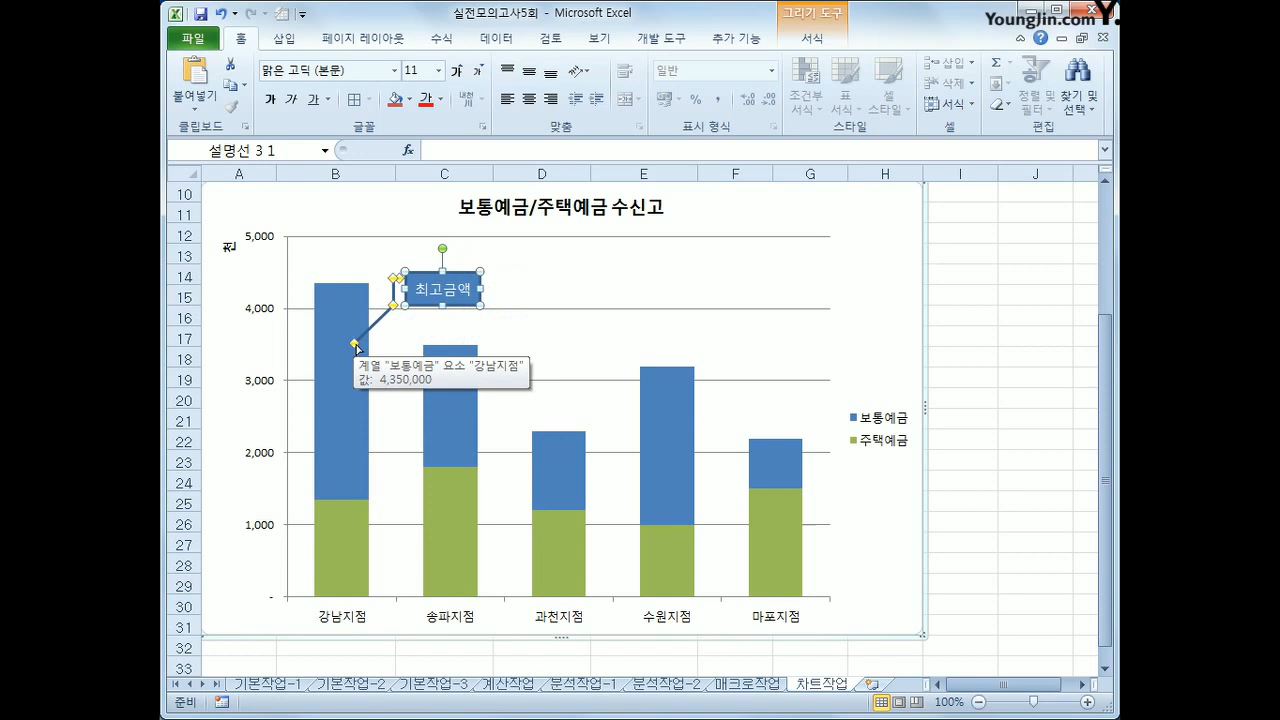 실전모의고사5회 - Microsoft Excel
그리기 도구
YoungJin.com Y.
파일 홈 삽입 페이지 레이아웃 수식 데이터 검토 보기 개발 도구 추가 기능 서식
붙여넣기
맑은 고딕 (본문) 11
가 가 가 가 내천
일반
조건부 서식
표 서식
셀 스타일
삽입
삭제
서식
정렬 및 필터
찾기 및 선택
클립보드 글꼴 맞춤 표시 형식 스타일 셀 편집
설명선 3 1
fx
A B C D E F G H I J
10
11
12
13
14
15
16
17
18
19
20
21
22
23
24
25
26
27
28
29
30
31
32
33
보통예금/주택예금 수신고
천
5,000
4,000
3,000
2,000
1,000
-
최고금액
계열 "보통예금" 요소 "강남지점"
값: 4,350,000
보통예금
주택예금
강남지점 송파지점 과천지점 수원지점 마포지점
기본작업-1 기본작업-2 기본작업-3 계산작업 분석작업-1 분석작업-2 매크로작업 차트작업
준비
100%